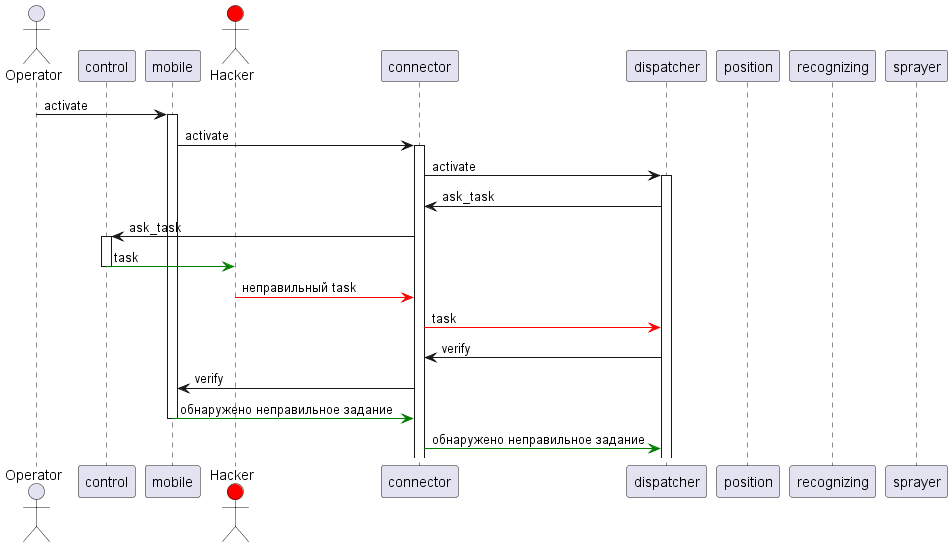 Operator
control
mobile
Hacker
connector
dispatcher
position
recognizing
sprayer
activate
activate
activate
ask_task
ask_task
task
неправильный task
task
verify
verify
обнаружено неправильное задание
обнаружено неправильное задание
Operator
control
mobile
Hacker
connector
dispatcher
position
recognizing
sprayer